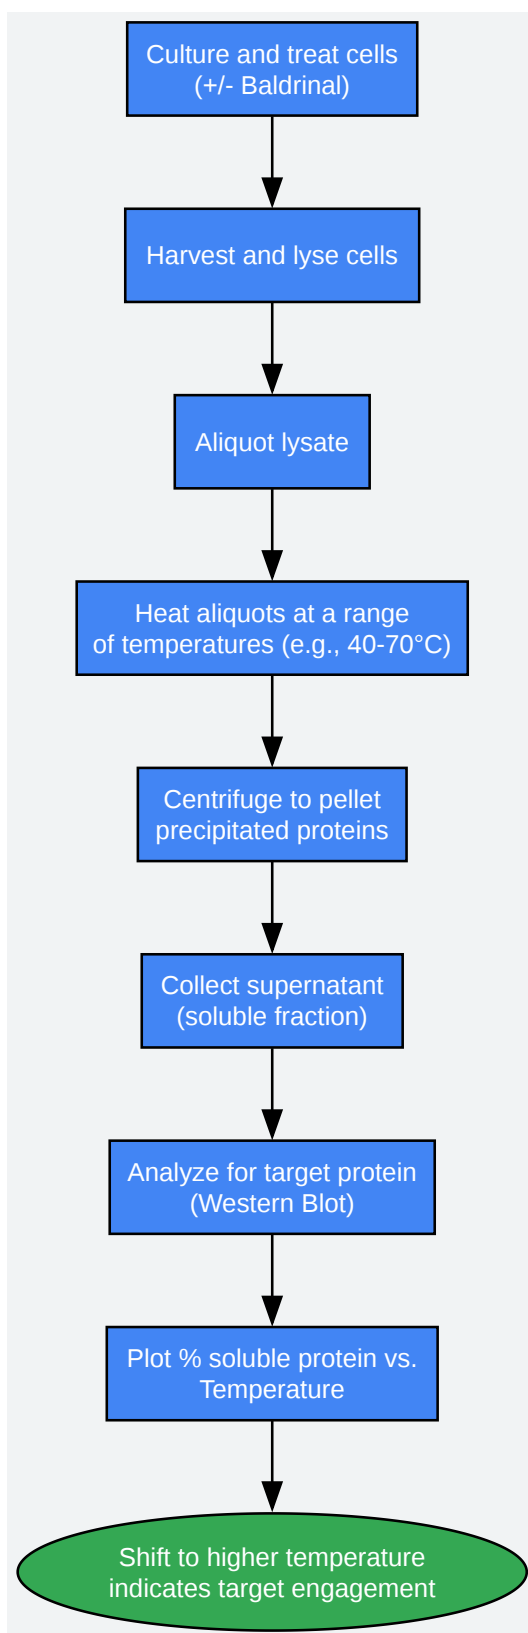 Culture and treat cells
(+/- Baldrinal)
Harvest and lyse cells
Aliquot lysate
Heat aliquots at a range
of temperatures (e.g., 40-70°C)
Centrifuge to pellet
precipitated proteins
Collect supernatant
(soluble fraction)
Analyze for target protein
(Western Blot)
Plot % soluble protein vs.
Temperature
Shift to higher temperature
indicates target engagement